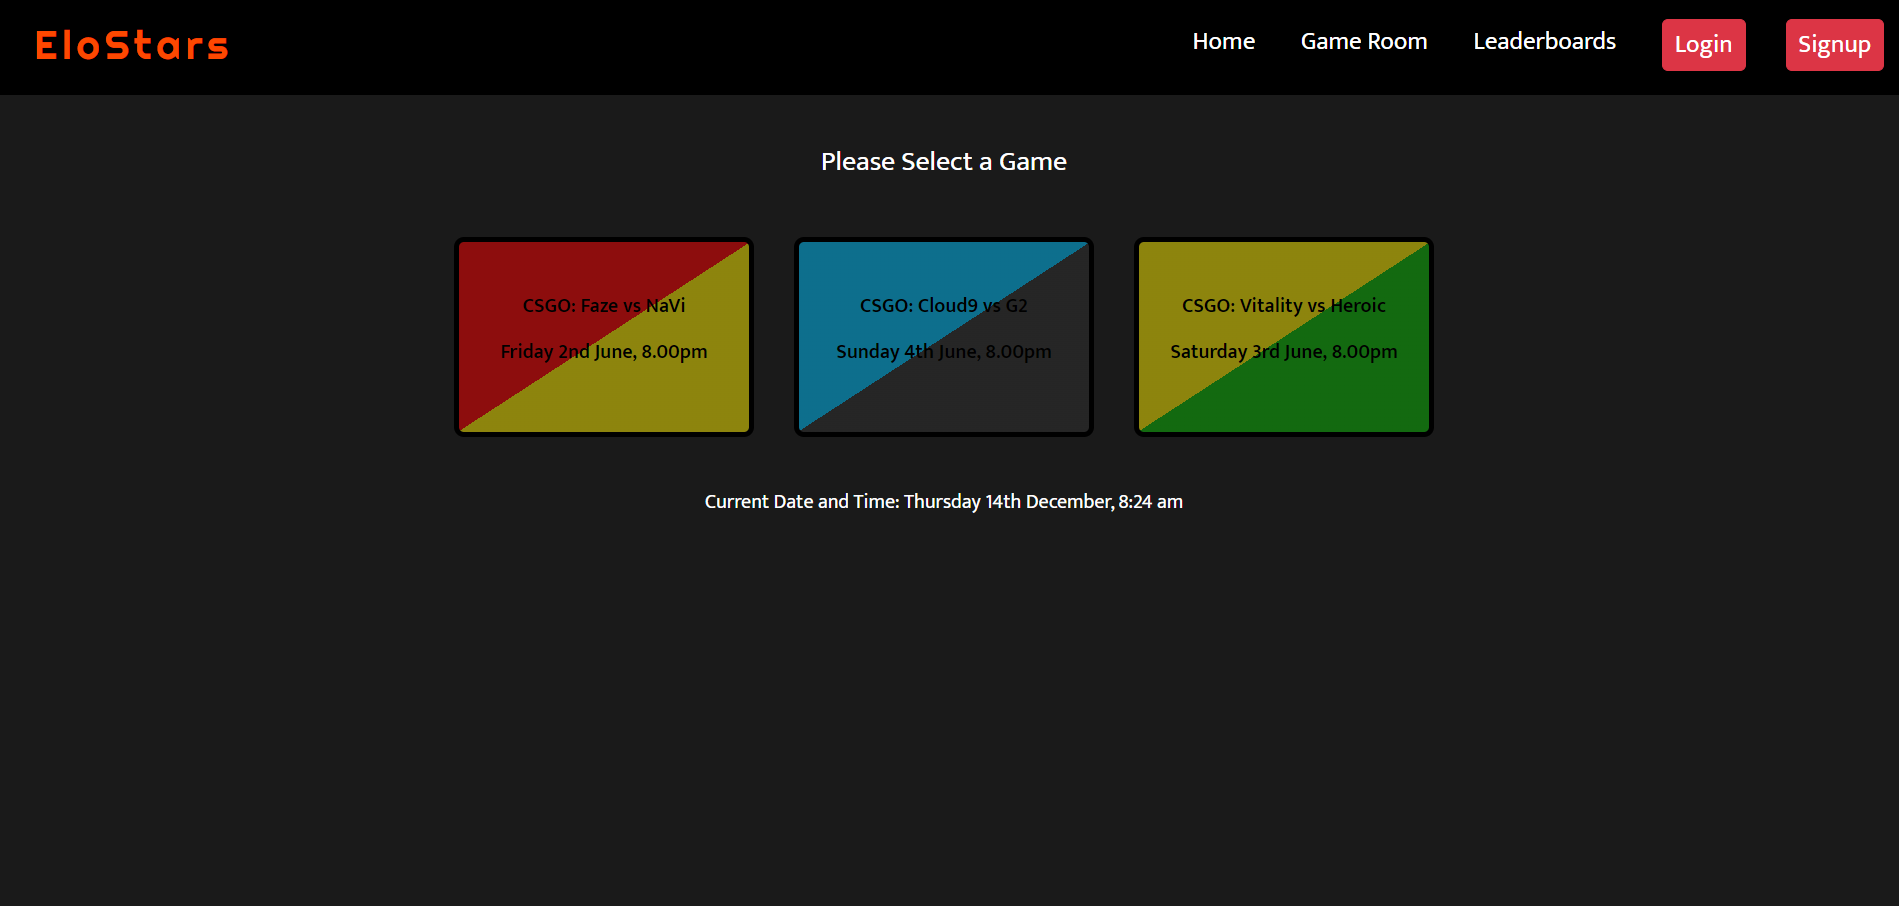 EloStars
Home
Game Room
Leaderboards
Login
Signup
Please Select a Game
CSGO: Faze vs NaVi
Friday 2nd June, 8.00pm
CSGO: Cloud9 vs G2
Sunday 4th June, 8.00pm
CSGO: Vitality vs Heroic
Saturday 3rd June, 8.00pm
Current Date and Time: Thursday 14th December, 8:24 am